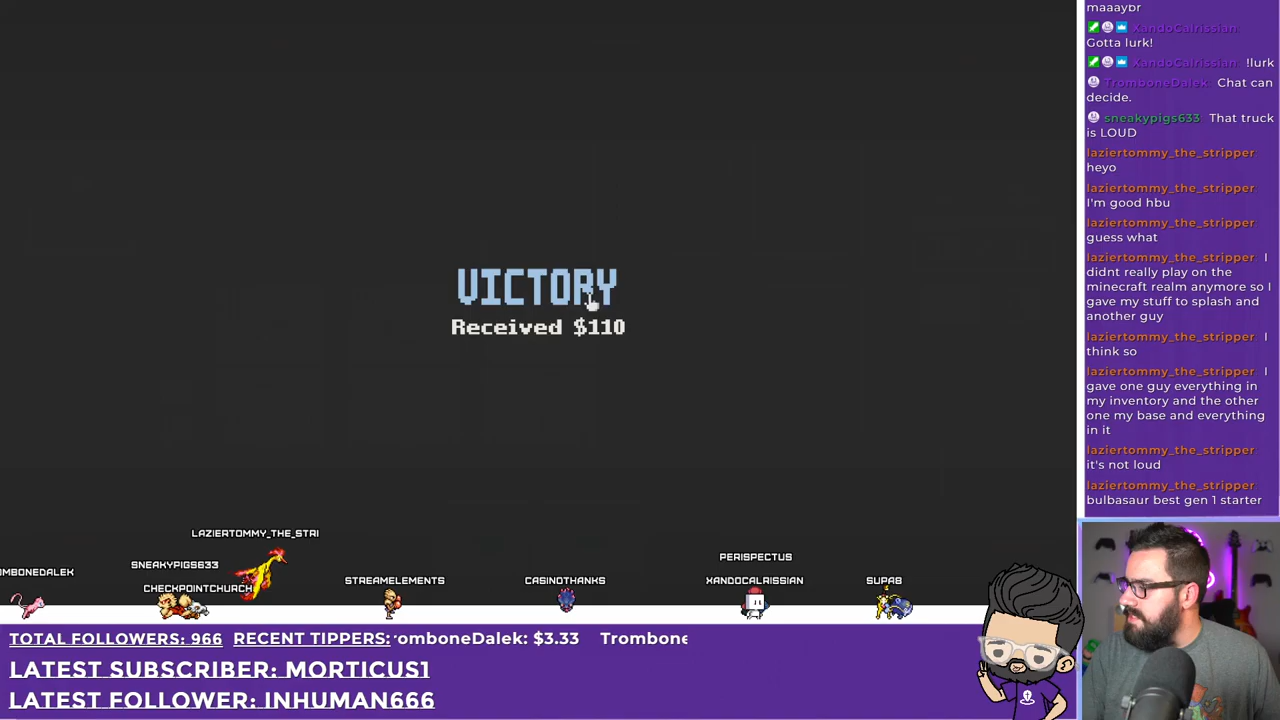 VICTORY
Received $110
maaaybr
XandoCalrissian:
Gotta lurk!
XandoCalrissian: !lurk
TromboneDalek: Chat can
decide.
sneakypigs633 That truck
is LOUD
laziertommy_the_stripper
heyo
laziertommy_the_stripper
I'm good hbu
laziertommy_the_stripper
guess what
laziertommy_the_stripper I
didnt really play on the
minecraft realm anymore so I
gave my stuff to splash and
another guy
laziertommy_the_stripper I
think so
laziertommy_the_stripper I
gave one guy everything in
my inventory and the other
one my base and everything
in it
laziertommy_the_stripper
it's not loud
laziertommy_the_stripper
bulbasaur best gen 1 starter
LAZIERTOMMY_THE_STRI
OMBONEDALEK
SNEAKYPIGS633
CHECKPOINTCHURCH
STREAMELEMENTS
CASINOTHANKS
PERISPECTUS
XANDOCALRISSIAN
SUPAB
TOTAL FOLLOWERS: 966 RECENT TIPPERS: romboneDalek: $3.33 Trombone
LATEST SUBSCRIBER: MORTICUS1
LATEST FOLLOWER: INHUMAN666